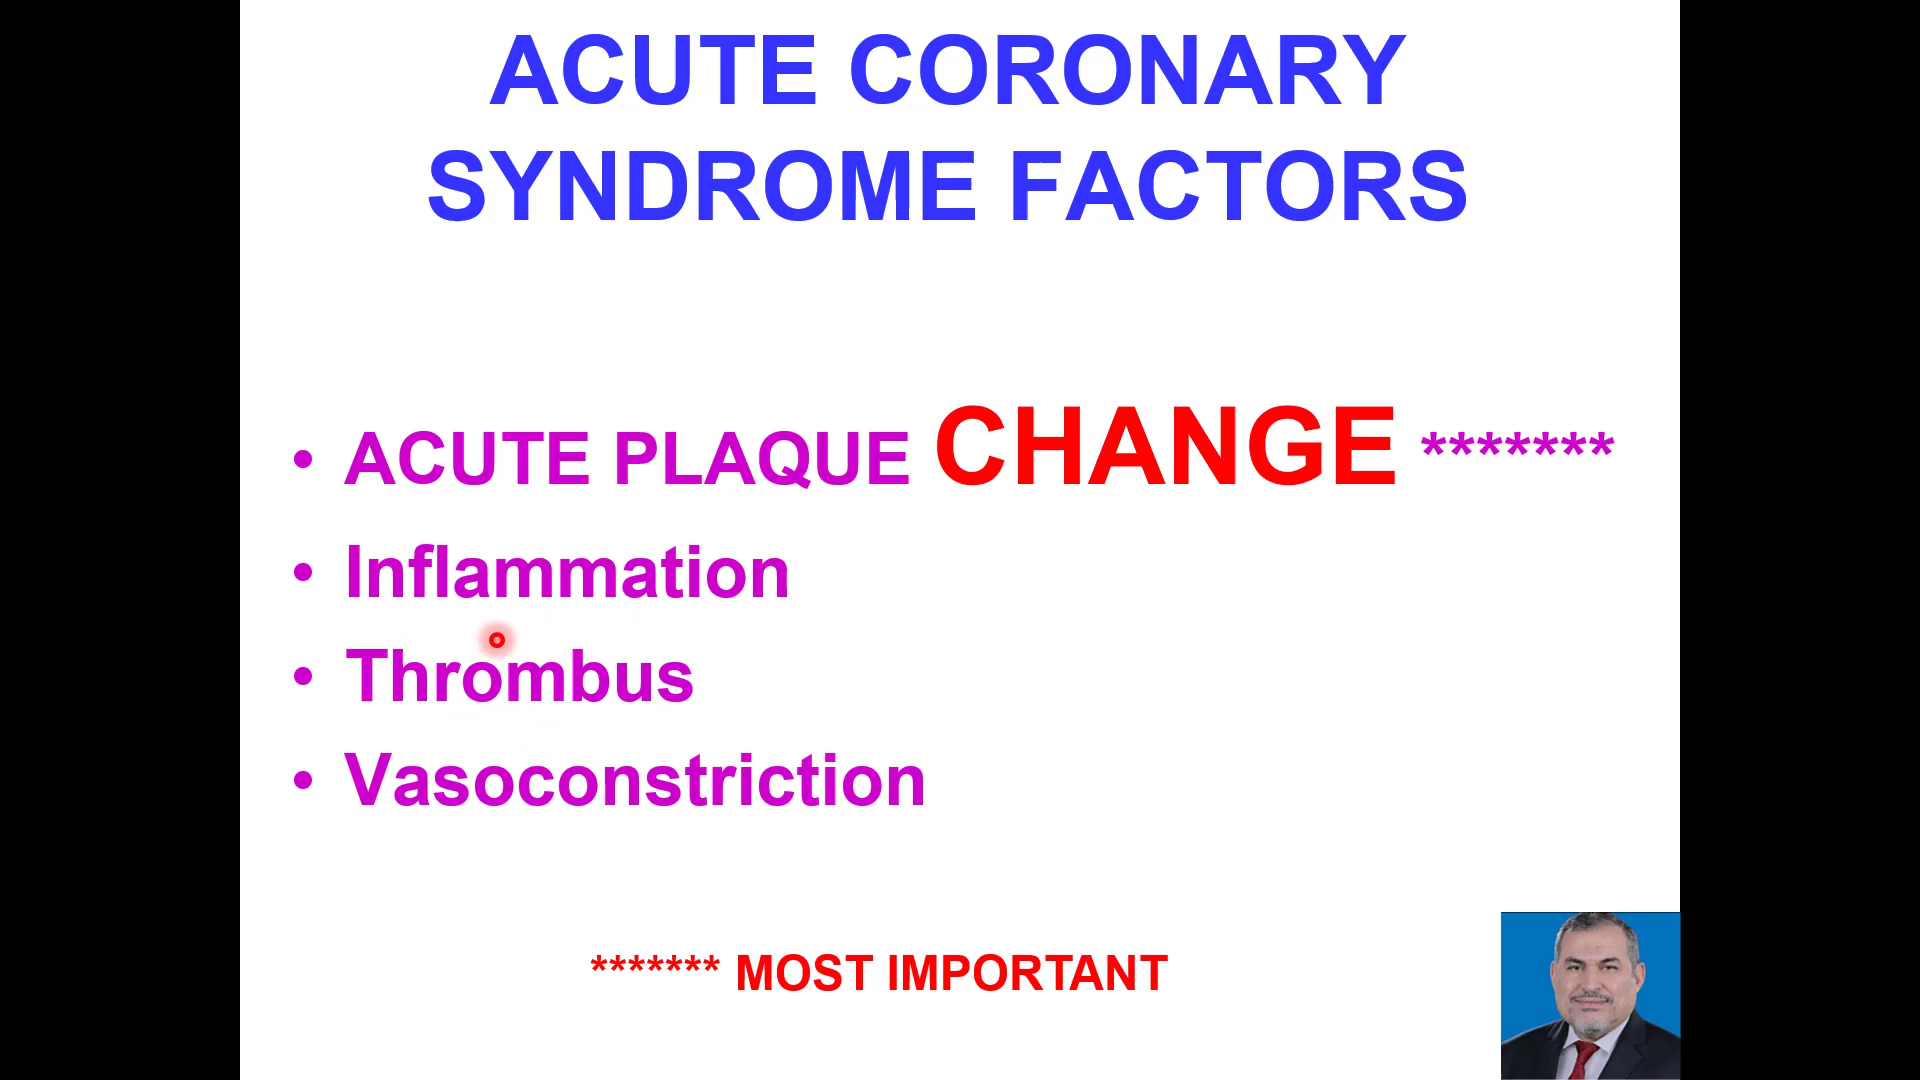 ACUTE CORONARY
SYNDROME FACTORS
• ACUTE PLAQUE CHANGE *******
• Inflammation
• Thrombus
• Vasoconstriction
******* MOST IMPORTANT